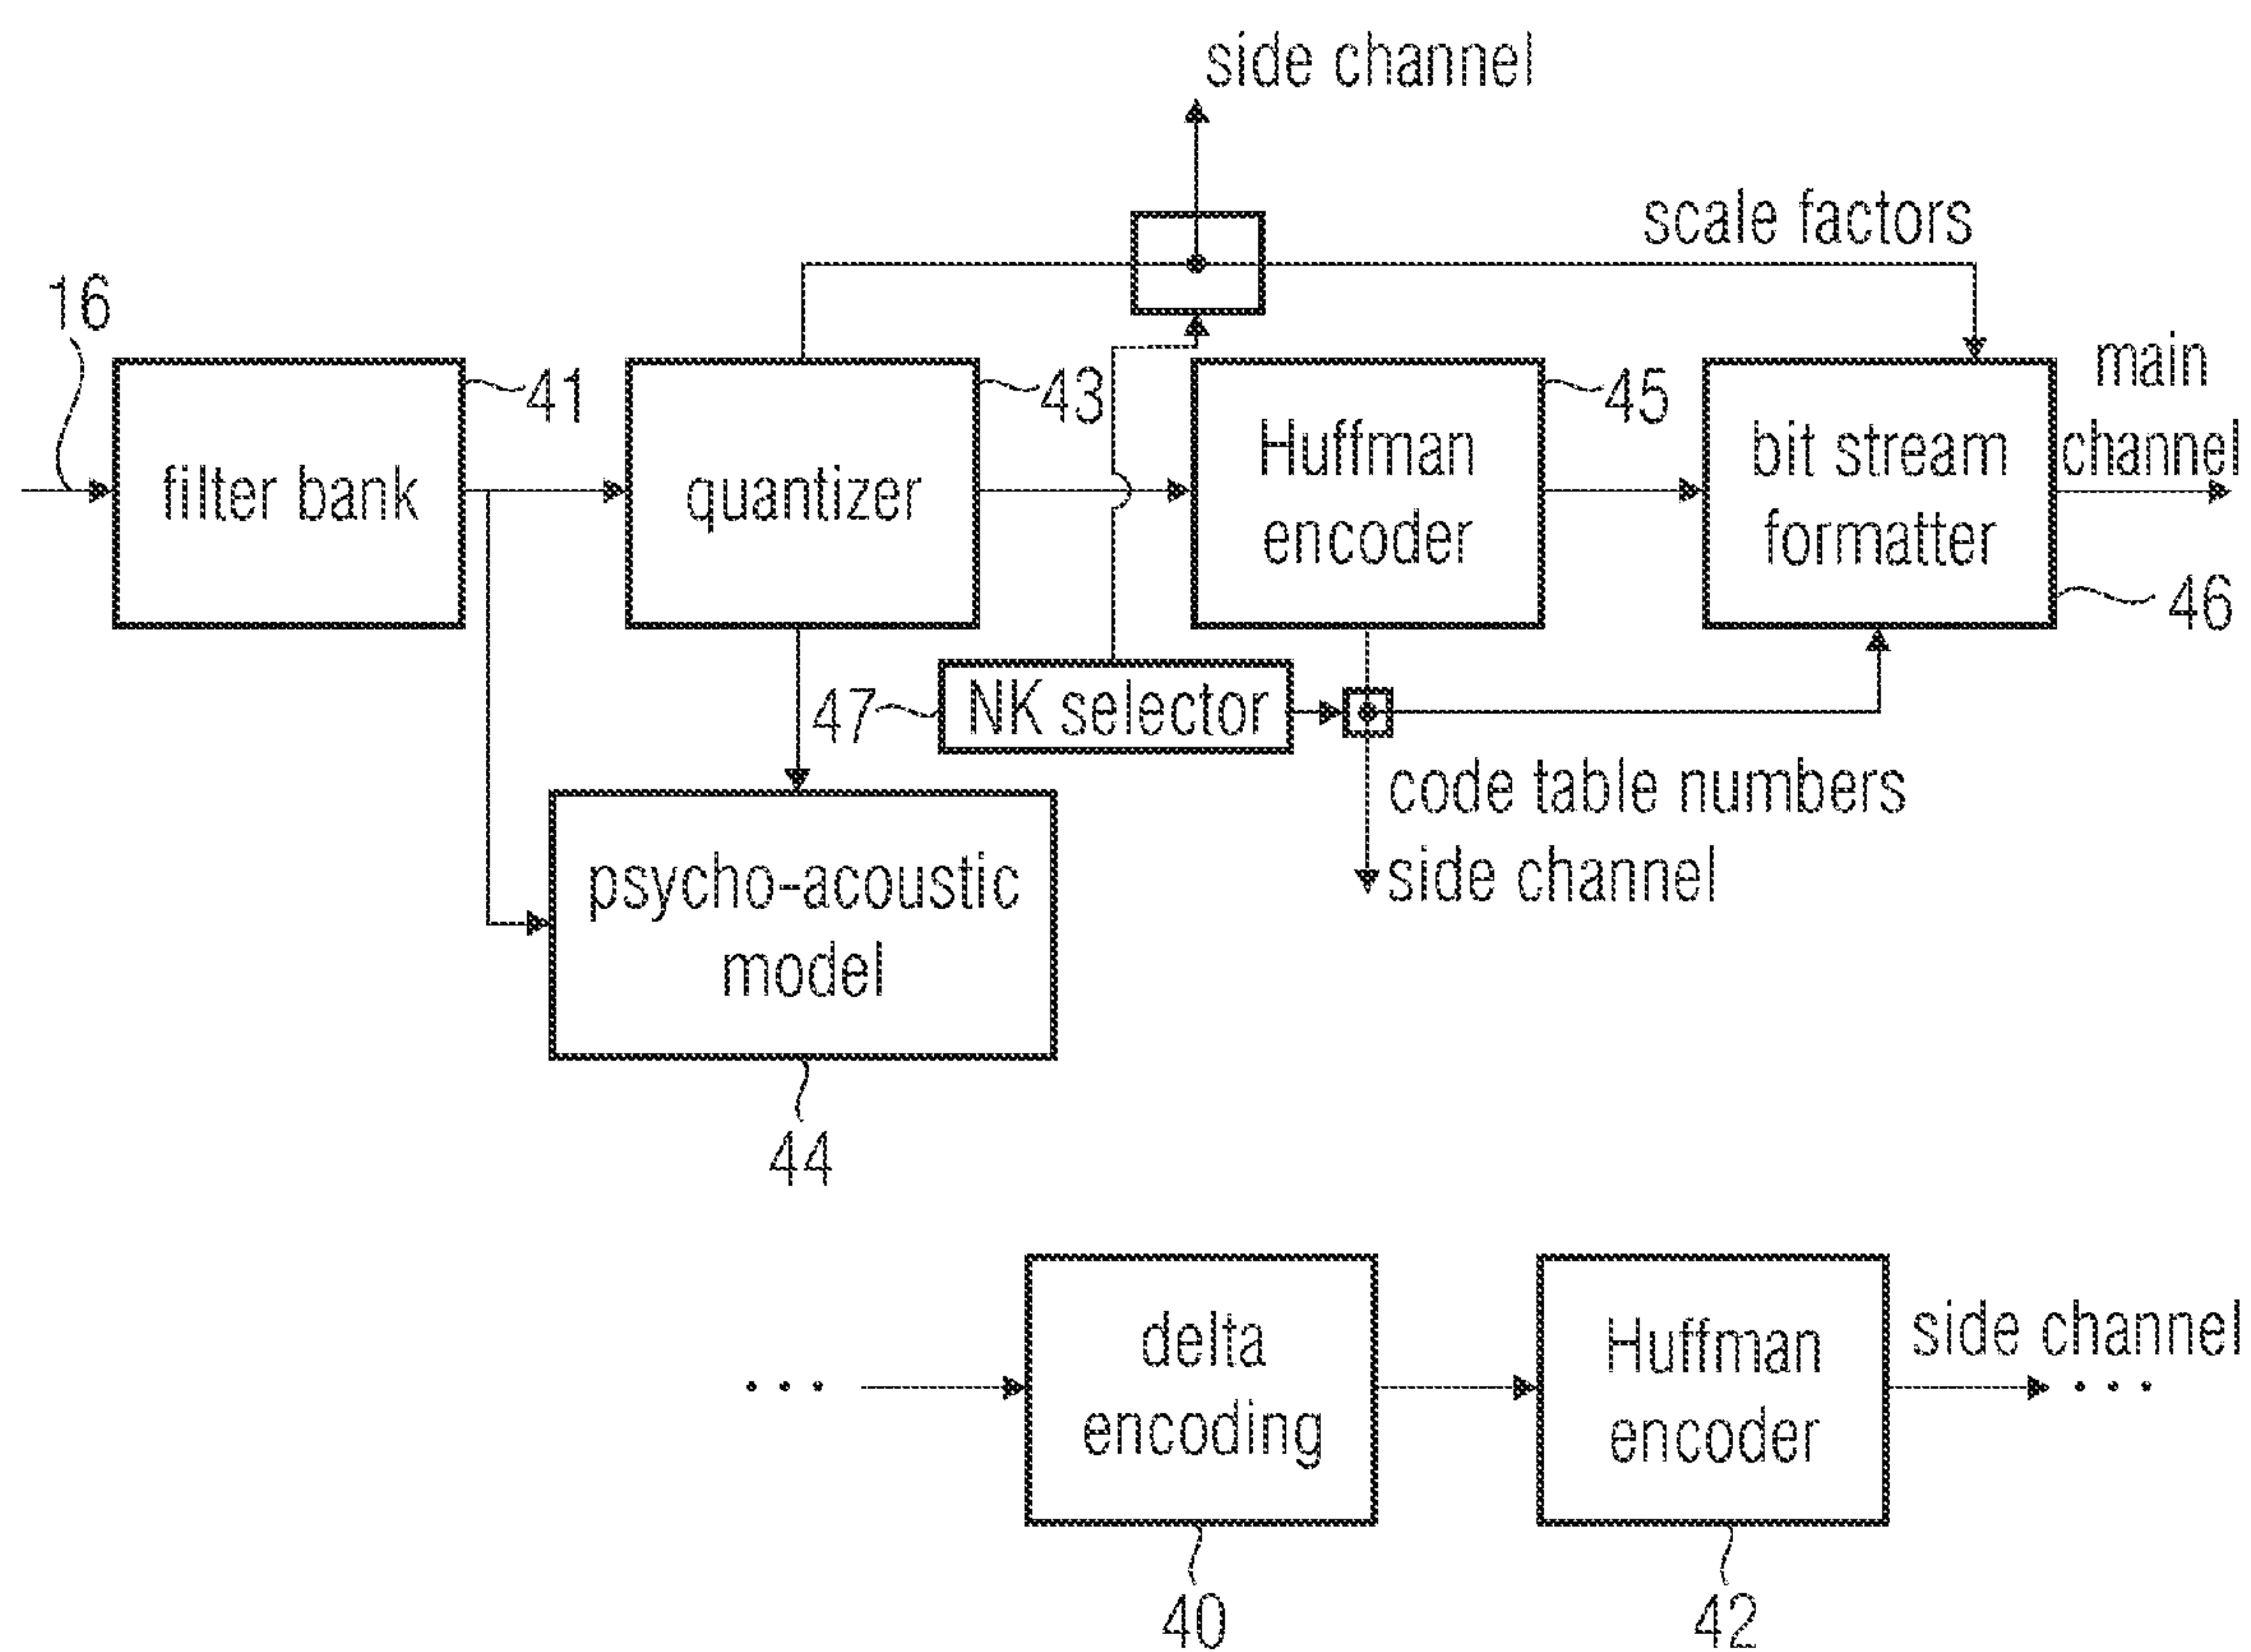 side channel
scale factors
16
41
43
45
main
channel
filter bank
quantizer
Huffman
encoder
bit stream
formatter
46
47
NK selector
code table numbers
side channel
psycho-acoustic
model
44
delta
encoding
Huffman
encoder
side channel
40
42